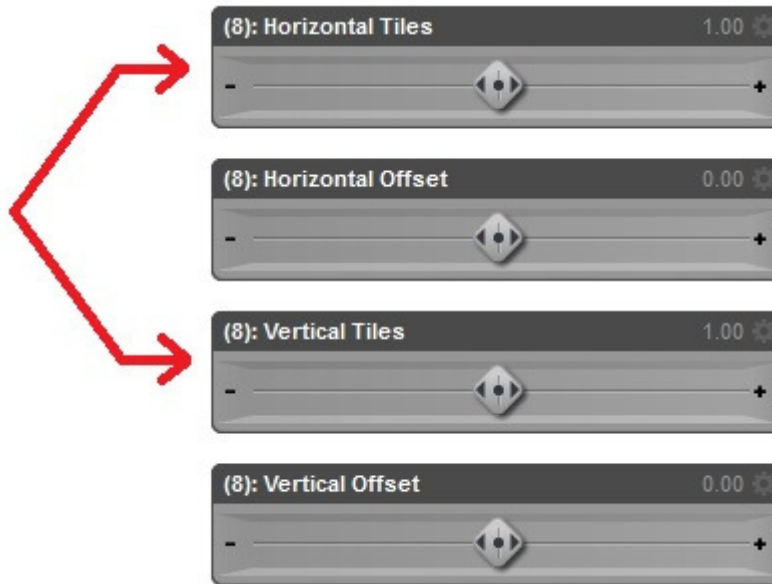 (8): Horizontal Tiles 1.00
- +
(8): Horizontal Offset 0.00
- +
(8): Vertical Tiles 1.00
- +
(8): Vertical Offset 0.00
- +